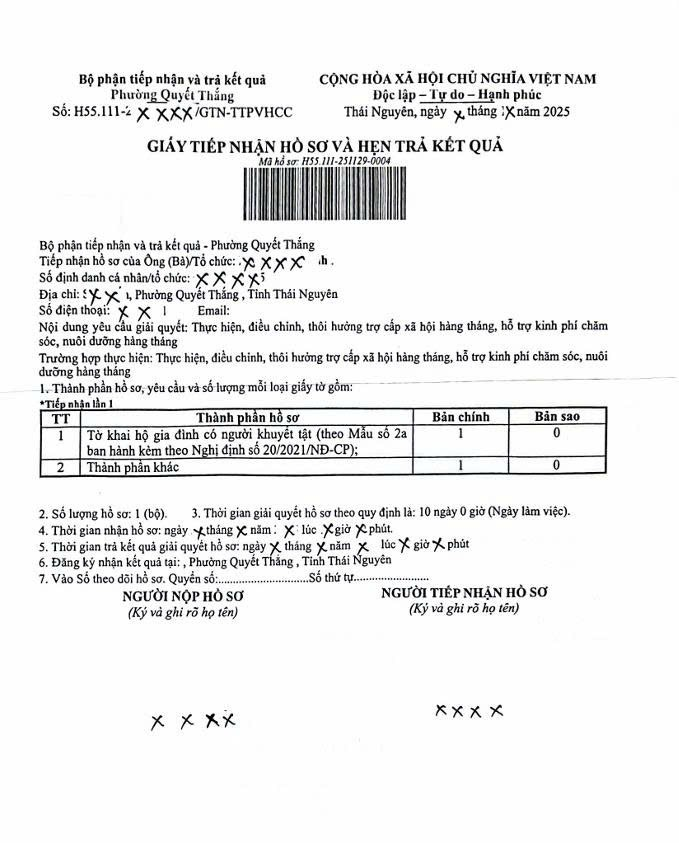 Bộ phận tiếp nhận và trả kết quả
Phường Quyết Thắng
Số: H55.111-2 X XXX/GTN-TTPVHCC
CỘNG HÒA XÃ HỘI CHỦ NGHĨA VIỆT NAM
Độc lập – Tự do – Hạnh phúc
Thái Nguyên, ngày X tháng X năm 2025
GIẤY TIẾP NHẬN HỒ SƠ VÀ HẸN TRẢ KẾT QUẢ
Mã hồ sơ: H55.111-251129-0004
Bộ phận tiếp nhận và trả kết quả - Phường Quyết Thắng
Tiếp nhận hồ sơ của Ông (Bà)/Tổ chức: X X X X h .
Số định danh cá nhân/tổ chức: X X X X
Địa chỉ: X X, Phường Quyết Thắng , Tỉnh Thái Nguyên
Số điện thoại: X X Email:
Nội dung yêu cầu giải quyết: Thực hiện, điều chỉnh, thôi hưởng trợ cấp xã hội hàng tháng, hỗ trợ kinh phí chăm
sóc, nuôi dưỡng hàng tháng
Trường hợp thực hiện: Thực hiện, điều chỉnh, thôi hưởng trợ cấp xã hội hàng tháng, hỗ trợ kinh phí chăm sóc, nuôi
dưỡng hàng tháng
1. Thành phần hồ sơ, yêu cầu và số lượng mỗi loại giấy tờ gồm:
*Tiếp nhận lần 1
TT Thành phần hồ sơ Bản chính Bản sao
1 Tờ khai hộ gia đình có người khuyết tật (theo Mẫu số 2a 1 0
ban hành kèm theo Nghị định số 20/2021/NĐ-CP);
2 Thành phần khác 1 0
2. Số lượng hồ sơ: 1 (bộ). 3. Thời gian giải quyết hồ sơ theo quy định là: 10 ngày 0 giờ (Ngày làm việc).
4. Thời gian nhận hồ sơ: ngày X tháng X năm X lúc X giờ X phút.
5. Thời gian trả kết quả giải quyết hồ sơ: ngày X tháng X năm X lúc X giờ X phút
6. Đăng ký nhận kết quả tại: , Phường Quyết Thắng , Tỉnh Thái Nguyên
7. Vào Số theo dõi hồ sơ. Quyển số:..............................Số thứ tự.........................
NGƯỜI NỘP HỒ SƠ
(Ký và ghi rõ họ tên)
NGƯỜI TIẾP NHẬN HỒ SƠ
(Ký và ghi rõ họ tên)
X X X X
X X X X